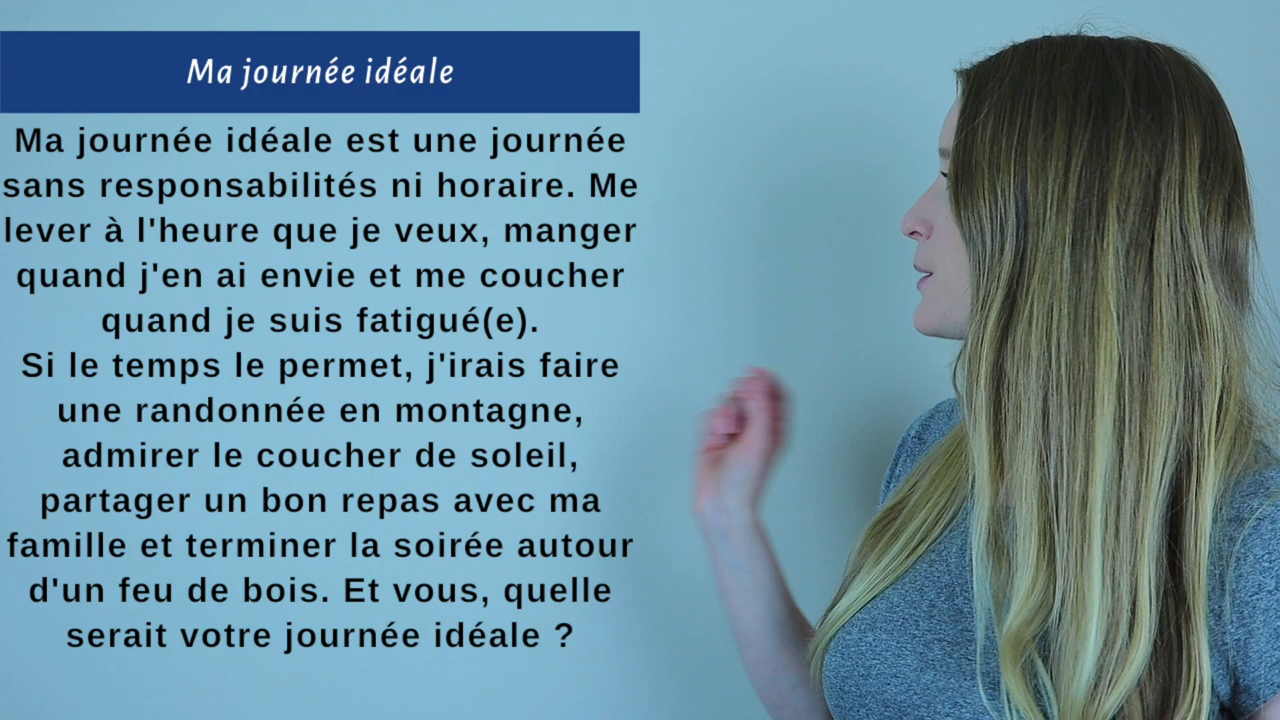 Ma journée idéale
Ma journée idéale est une journée
sans responsabilités ni horaire. Me
lever à l'heure que je veux, manger
quand j'en ai envie et me coucher
quand je suis fatigué(e).
Si le temps le permet, j'irais faire
une randonnée en montagne,
admirer le coucher de soleil,
partager un bon repas avec ma
famille et terminer la soirée autour
d'un feu de bois. Et vous, quelle
serait votre journée idéale ?